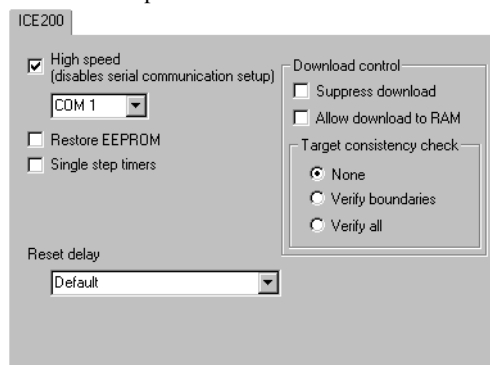 ICE200
High speed
(disables serial communication setup)
COM 1
Restore EEPROM
Single step timers
Reset delay
Default
Download control
Suppress download
Allow download to RAM
Target consistency check
None
Verify boundaries
Verify all